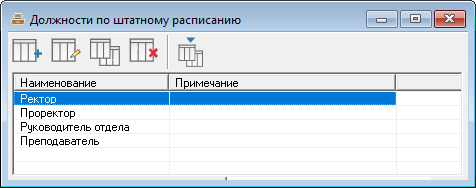 Должности по штатному расписанию
Наименование Примечание
Ректор
Проректор
Руководитель отдела
Преподаватель